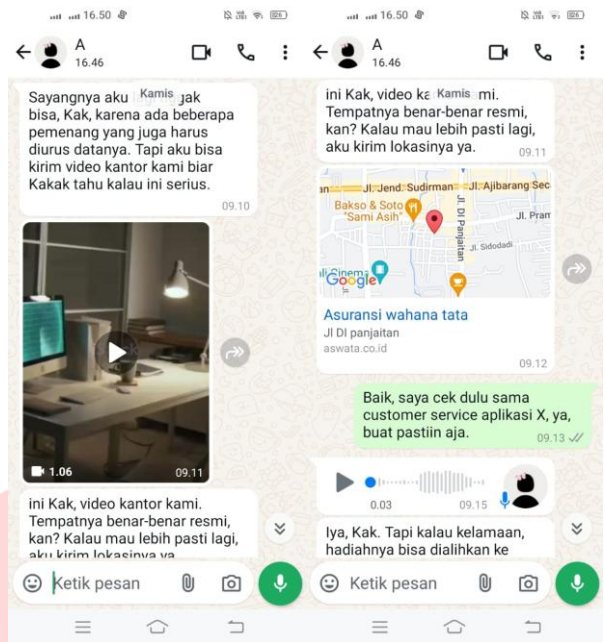 16.50
A
16.46
Kamis
Sayangnya aku gak
bisa, Kak, karena ada beberapa
pemenang yang juga harus
diurus datanya. Tapi aku bisa
kirim video kantor kami biar
Kakak tahu kalau ini serius.
09.10
1.06
09.11
ini Kak, video kantor kami.
Tempatnya benar-benar resmi,
kan? Kalau mau lebih pasti lagi,
aku kirim lokasinya ya
Ketik pesan
16.50
A
16.46
Kamis
ini Kak, video ka mi.
Tempatnya benar-benar resmi,
kan? Kalau mau lebih pasti lagi,
aku kirim lokasinya ya.
09.11
Jl. Jend. Sudirman
Jl. Ajibarang Sec
Bakso & Soto
"Sami Asih"
Jl. DI Panjaitan
Jl. Pram
Jl. Sidodadi
li Cinema
Google
Asuransi wahana tata
Jl DI panjaitan
aswata.co.id
09.12
Baik, saya cek dulu sama
customer service aplikasi X, ya,
buat pastiin aja.
09.13
0.03
09.15
Iya, Kak. Tapi kalau kelamaan,
hadiahnya bisa dialihkan ke
Ketik pesan